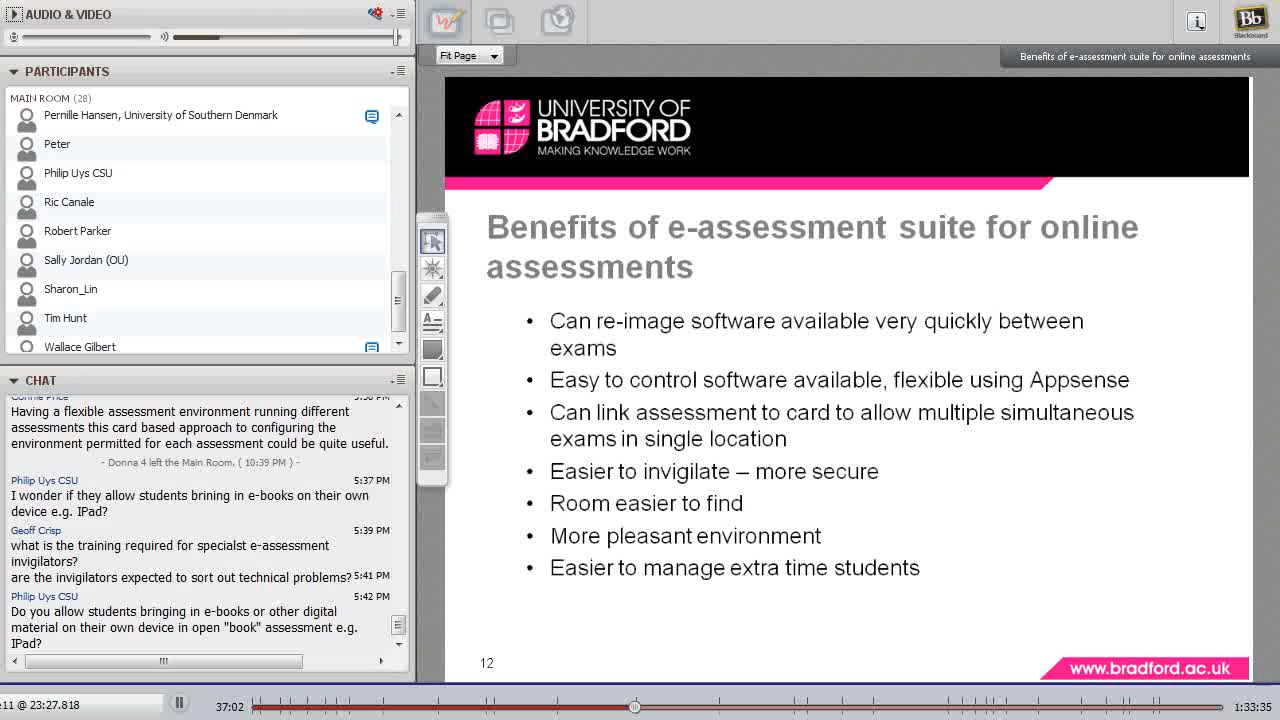 AUDIO & VIDEO
PARTICIPANTS
MAIN ROOM (28)
Pernille Hansen, University of Southern Denmark
Peter
Philip Uys CSU
Ric Canale
Robert Parker
Sally Jordan (OU)
Sharon_Lin
Tim Hunt
Wallace Gilbert
CHAT
Connie Price 5:36 PM
Having a flexible assessment environment running different
assessments this card based approach to configuring the
environment permitted for each assessment could be quite useful.
- Donna 4 left the Main Room. ( 10:39 PM ) -
Philip Uys CSU 5:37 PM
I wonder if they allow students brining in e-books on their own
device e.g. IPad?
Geoff Crisp 5:39 PM
what is the training required for specialst e-assessment
invigilators?
are the invigilators expected to sort out technical problems? 5:41 PM
Philip Uys CSU 5:42 PM
Do you allow students bringing in e-books or other digital
material on their own device in open "book" assessment e.g.
IPad?
:11 @ 23:27.818
37:02
1:33:35
Fit Page
Bb
Blackboard
Benefits of e-assessment suite for online assessments
UNIVERSITY OF
BRADFORD
MAKING KNOWLEDGE WORK
Benefits of e-assessment suite for online
assessments
• Can re-image software available very quickly between
exams
• Easy to control software available, flexible using Appsense
• Can link assessment to card to allow multiple simultaneous
exams in single location
• Easier to invigilate – more secure
• Room easier to find
• More pleasant environment
• Easier to manage extra time students
12
www.bradford.ac.uk